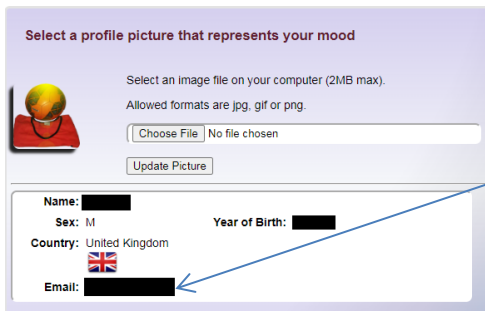 Select a profile picture that represents your mood
Select an image file on your computer (2MB max).
Allowed formats are jpg, gif or png.
Choose File No file chosen
Update Picture
Name:
Sex: M Year of Birth:
Country: United Kingdom
Email: